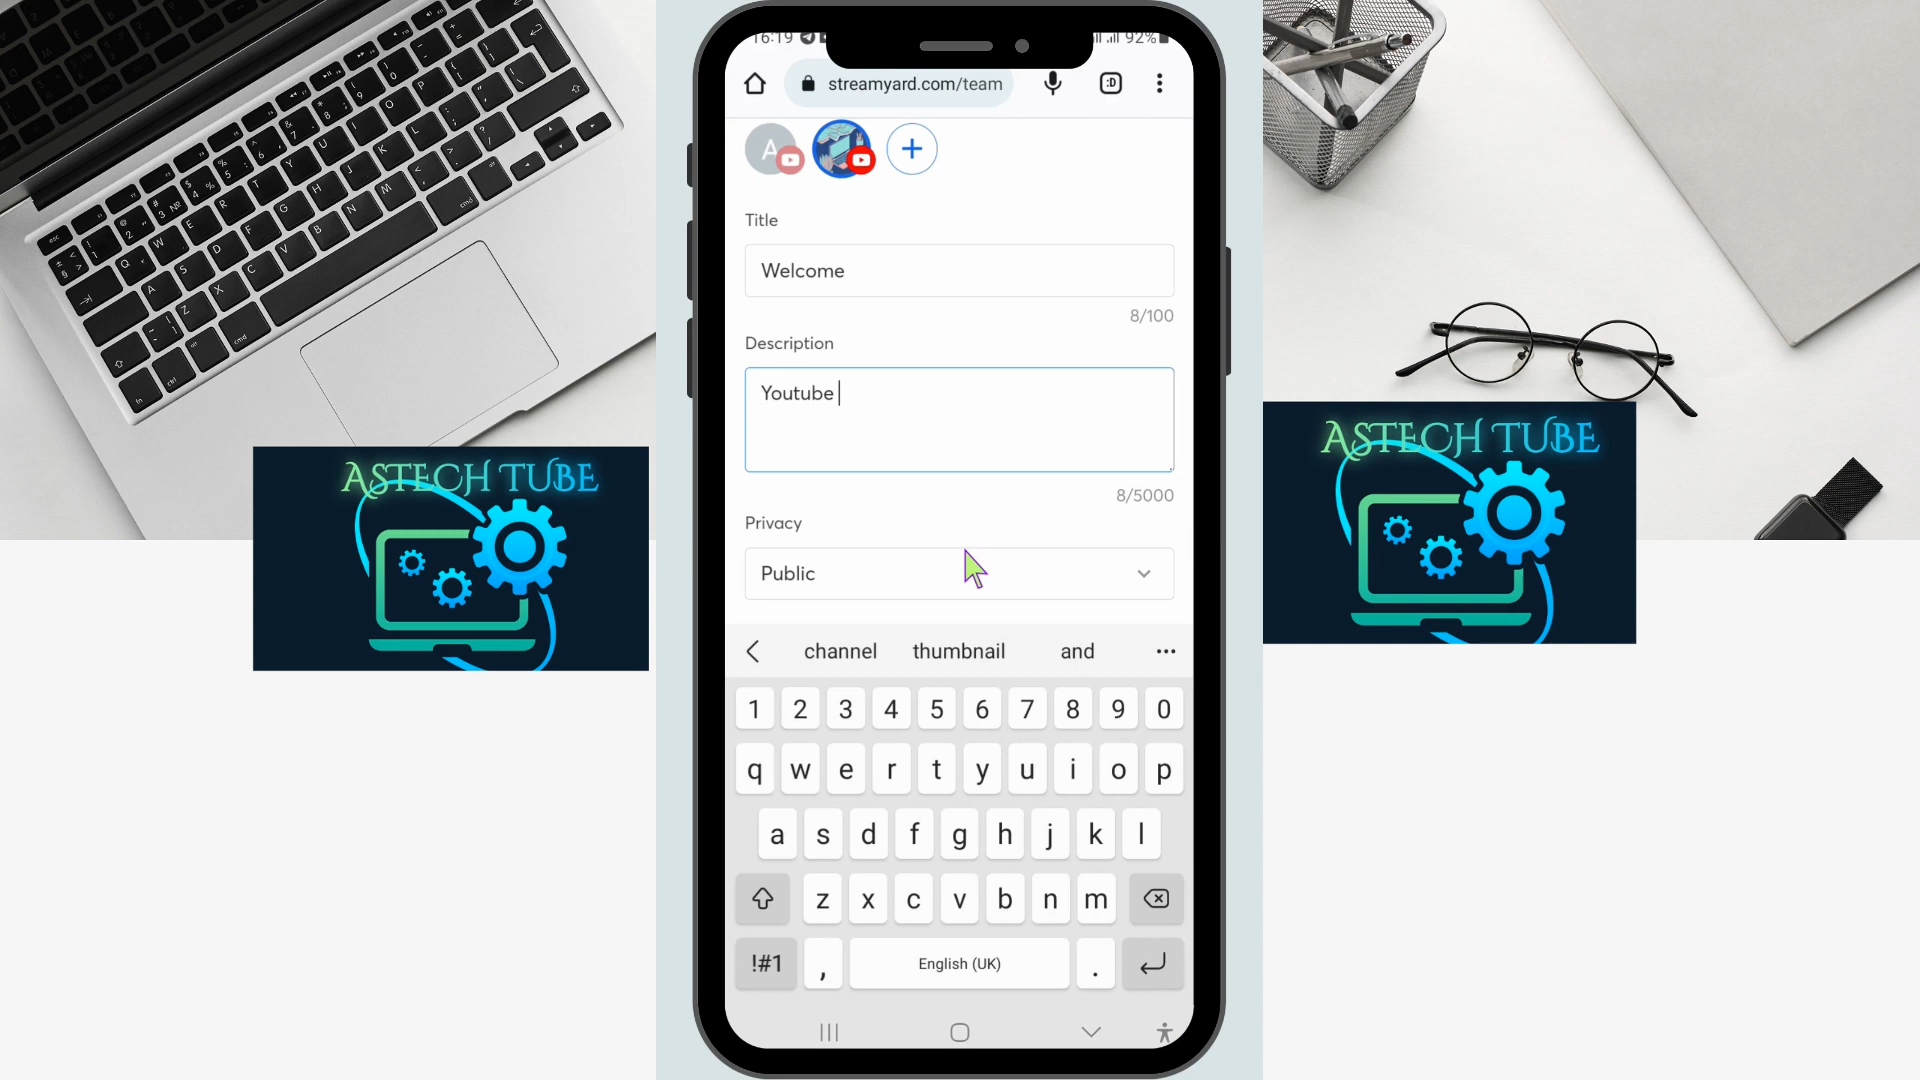 16:19
92%
streamyard.com/team
:D
A
Title
Welcome
8/100
Description
Youtube
8/5000
Privacy
Public
channel thumbnail and
1 2 3 4 5 6 7 8 9 0
q w e r t y u i o p
a s d f g h j k l
z x c v b n m
!#1 , English (UK) .
ASTECH TUBE
ASTECH TUBE